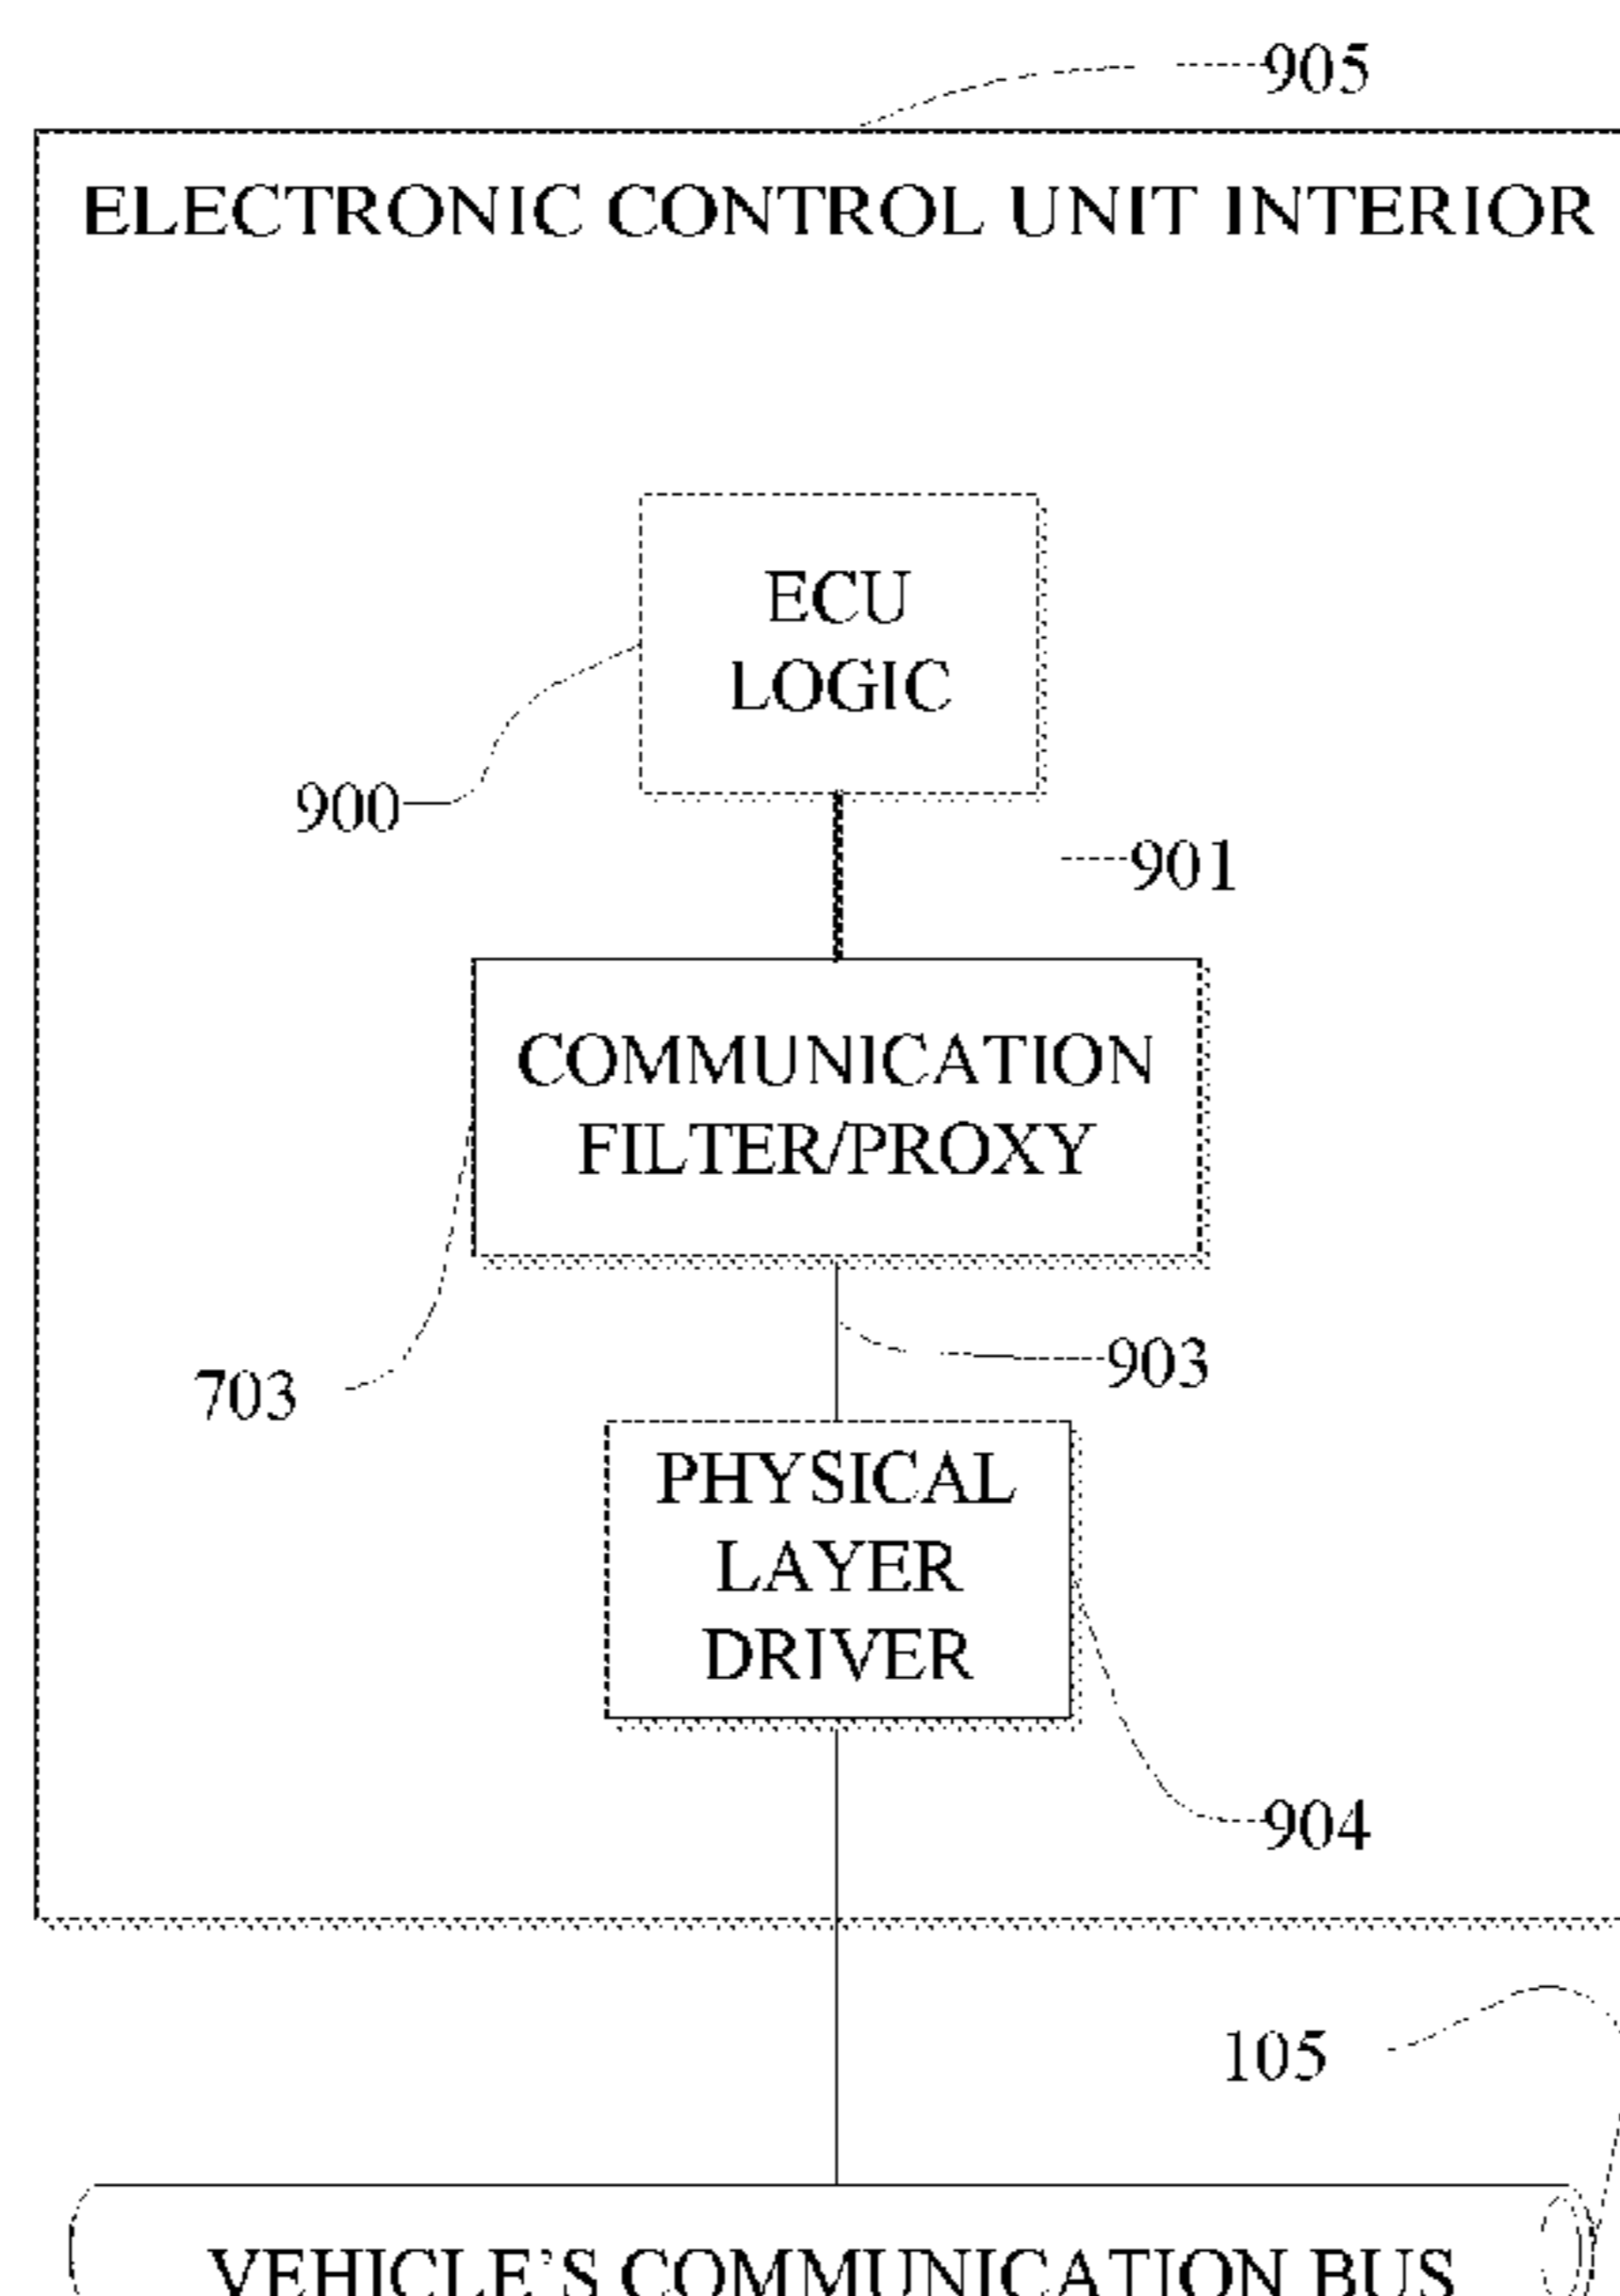 905
ELECTRONIC CONTROL UNIT INTERIOR
ECU
LOGIC
900
901
COMMUNICATION
FILTER/PROXY
903
703
PHYSICAL
LAYER
DRIVER
904
105
VEHICLE'S COMMUNICATION BUS